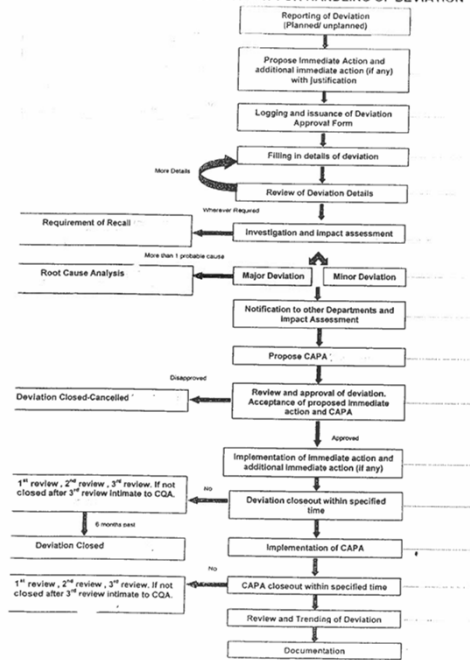 HANDLING OF DEVIATION
Reporting of Deviation
(Planned/ unplanned)
Propose Immediate Action and
additional immediate action (if any)
with Justification
Logging and issuance of Deviation
Approval Form
Filling in details of deviation
More Details
Review of Deviation Details
Wherever Required
Requirement of Recall
Investigation and impact assessment
More than 1 probable cause
Root Cause Analysis
Major Deviation
Minor Deviation
Notification to other Departments and
Impact Assessment
Propose CAPA
Disapproved
Deviation Closed-Cancelled
Review and approval of deviation.
Acceptance of proposed Immediate
action and CAPA
Approved
Implementation of Immediate action and
additional immediate action (if any)
1st review , 2nd review , 3rd review. If not
closed after 3rd review intimate to CQA.
No
Deviation closeout within specified
time
6 months past
Deviation Closed
Implementation of CAPA
1st review , 2nd review , 3rd review. If not
closed after 3rd review intimate to CQA.
No
CAPA closeout within specified time
Review and Trending of Deviation
Documentation